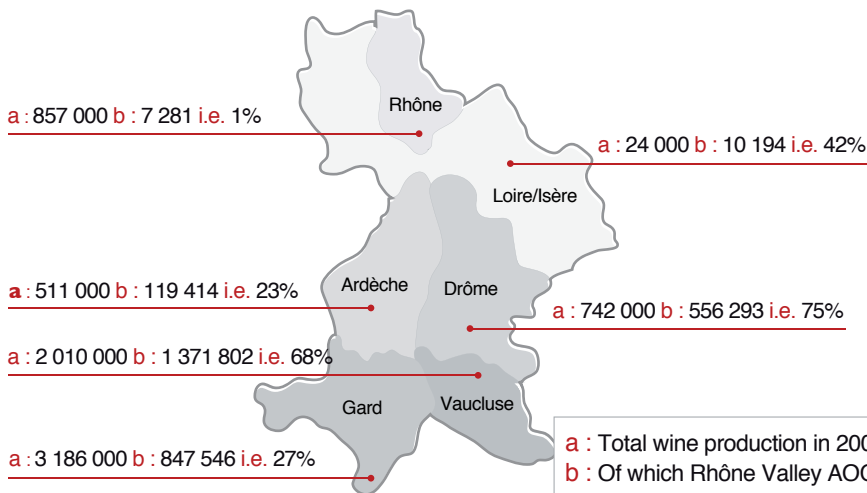 Rhône
a : 857 000 b : 7 281 i.e. 1%
a : 24 000 b : 10 194 i.e. 42%
Loire/Isère
Ardèche
Drôme
a : 511 000 b : 119 414 i.e. 23%
a : 742 000 b : 556 293 i.e. 75%
a : 2 010 000 b : 1 371 802 i.e. 68%
Gard
Vaucluse
a : 3 186 000 b : 847 546 i.e. 27%
a : Total wine production in
b : Of which Rhône Valley